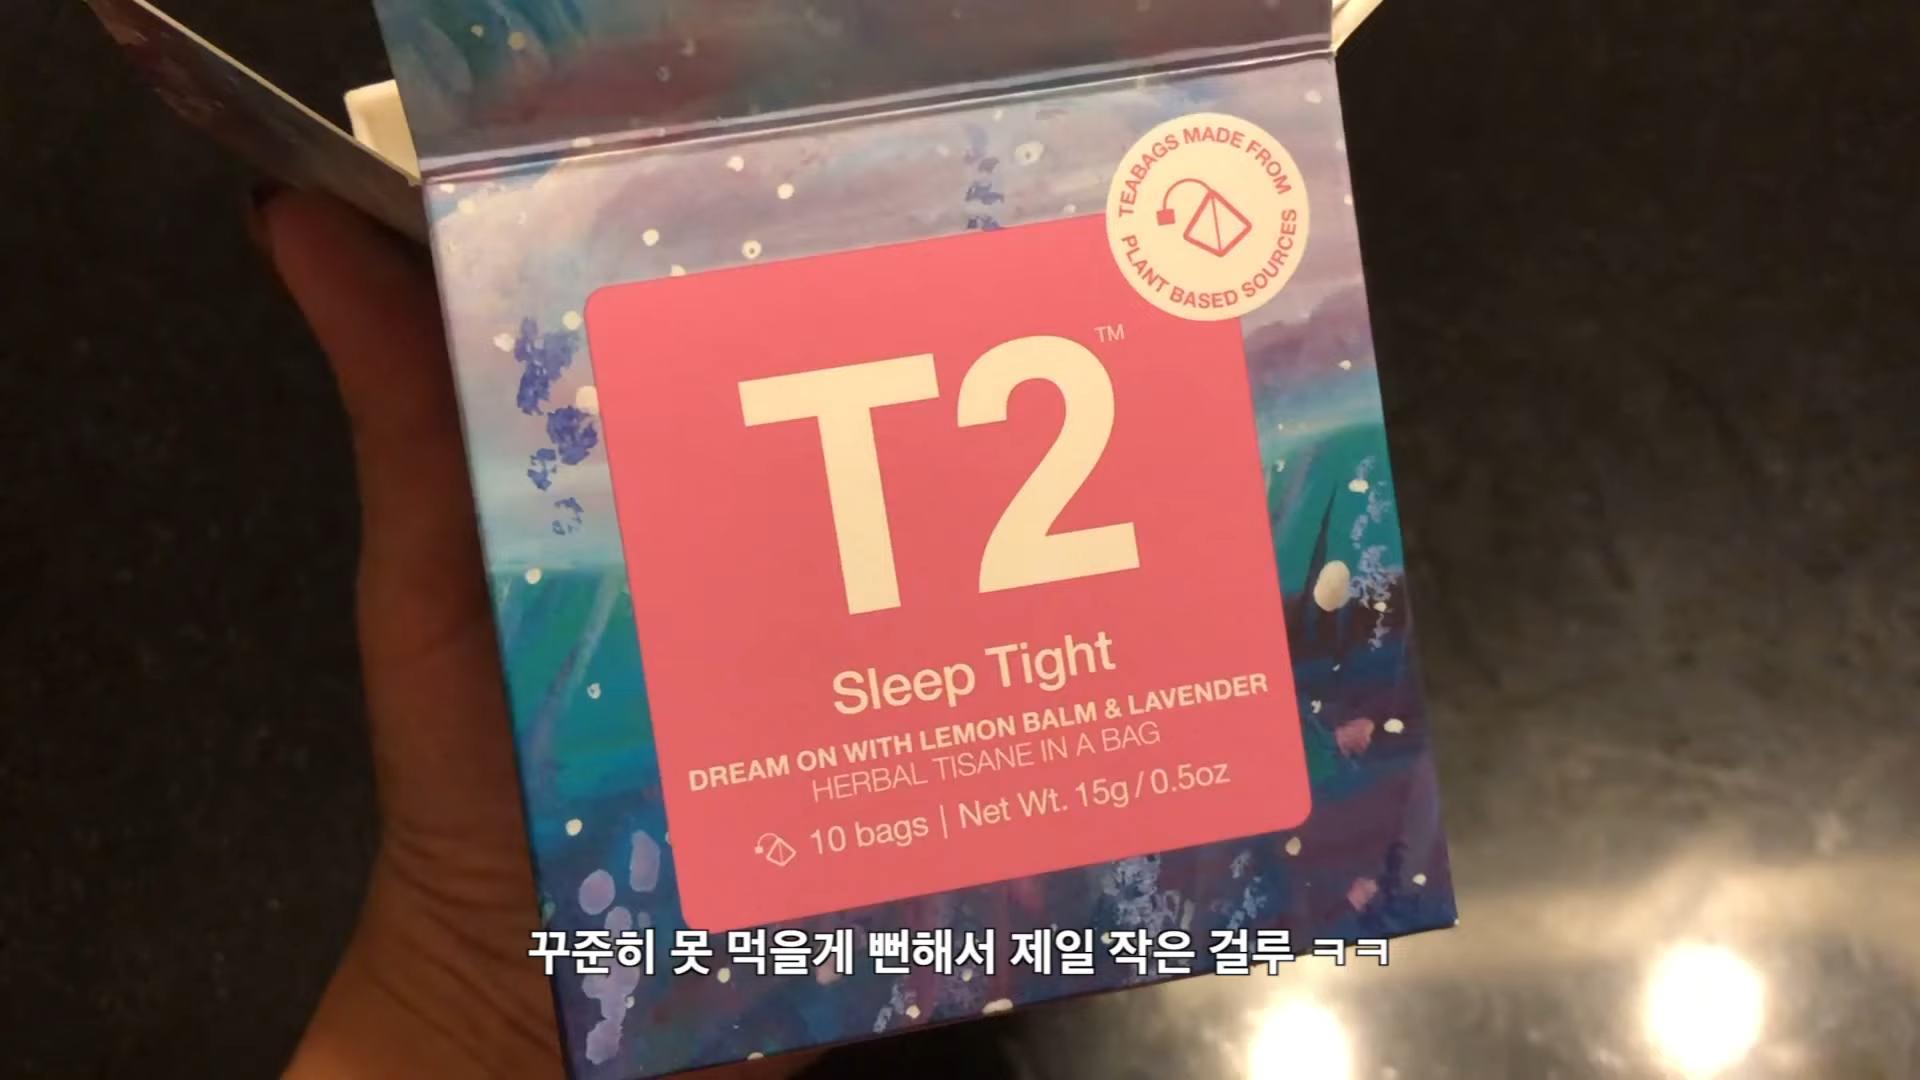 TEABAGS MADE FROM
PLANT BASED SOURCES
T2™
Sleep Tight
DREAM ON WITH LEMON BALM & LAVENDER
HERBAL TISANE IN A BAG
10 bags | Net Wt. 15g / 0.5oz
꾸준히 못 먹을게 뻔해서 제일 작은 걸루 ㅋㅋ